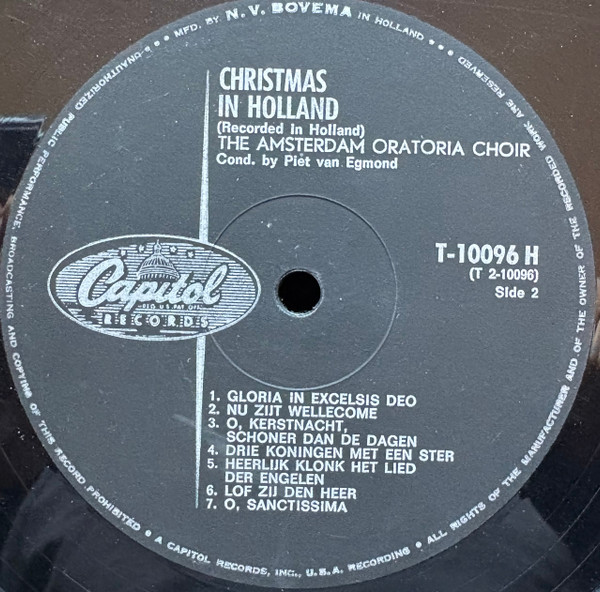 MFD. BY N. V. BOVEMA IN HOLLAND
ALL RIGHTS OF THE MANUFACTURER AND OF THE OWNER OF THE RECORDED WORK ARE RESERVED
CHRISTMAS
IN HOLLAND
(Recorded In Holland)
THE AMSTERDAM ORATORIA CHOIR
Cond. by Piet van Egmond
T-10096 H
(T 2-10096)
Side 2
Capitol
REG. U.S. PAT. OFF.
RECORDS
1. GLORIA IN EXCELSIS DEO
2. NU ZIJT WELLECOME
3. O, KERSTNACHT,
SCHONER DAN DE DAGEN
4. DRIE KONINGEN MET EEN STER
5. HEERLIJK KLONK HET LIED
DER ENGELEN
6. LOF ZIJ DEN HEER
7. O, SANCTISSIMA
UNAUTHORIZED PUBLIC PERFORMANCE, BROADCASTING AND COPYING OF THIS RECORD PROHIBITED
A CAPITOL RECORDS, INC., U.S.A. RECORDING